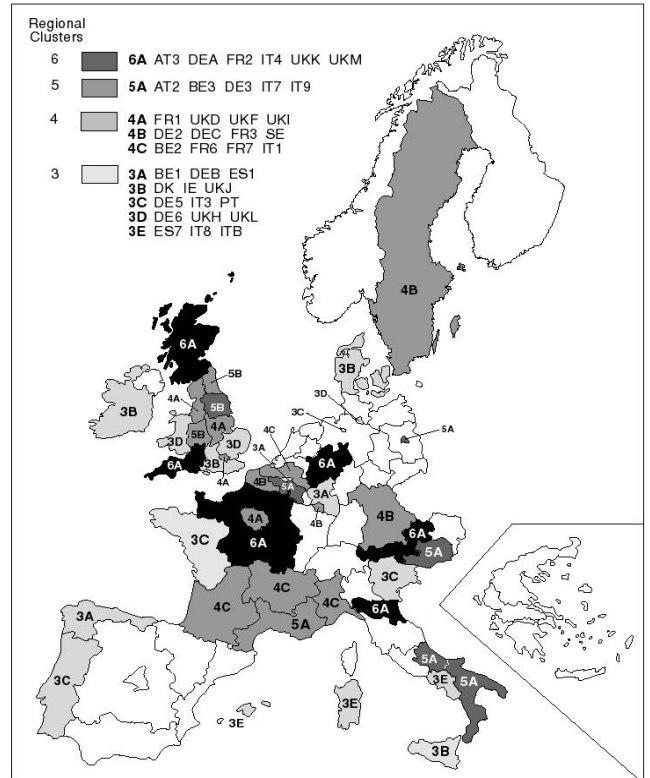 Regional
Clusters
6 6A AT3 DEA FR2 IT4 UKK UKM
5 5A AT2 BE3 DE3 IT7 IT9
4 4A FR1 UKD UKF UKI
4B DE2 DEC FR3 SE
4C BE2 FR6 FR7 IT1
3 3A BE1 DEB ES1
3B DK IE UKJ
3C DE5 IT3 PT
3D DE6 UKH UKL
3E ES7 IT8 ITB
4B
6A
5B
3B
3D
4A
5B
3C
3B
5A
4A
4C
3D
5B
3D
3A
6A
3B
6A
4A
4B
5A
3A
4B
4B
4A
6A
6A
3C
5A
3C
4C
4C
4C
6A
5A
3A
5A
3C
3E
5A
3E
3E
3B